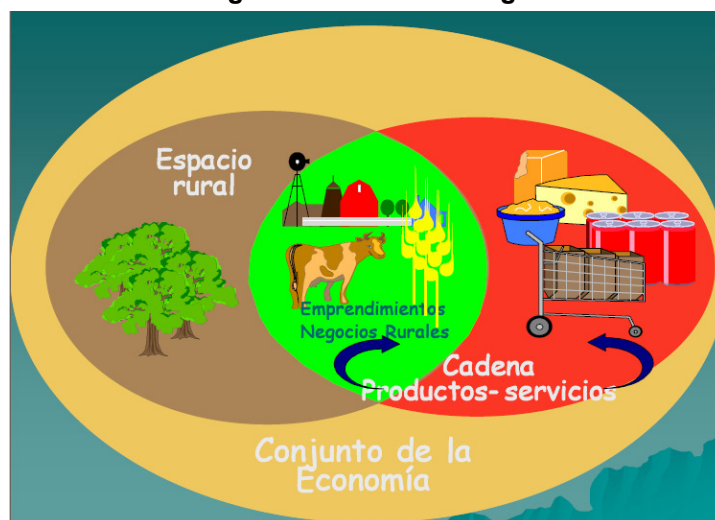 Espacio
rural
Emprendimientos
Negocios Rurales
Cadena
Productos- servicios
Conjunto de la
Economía